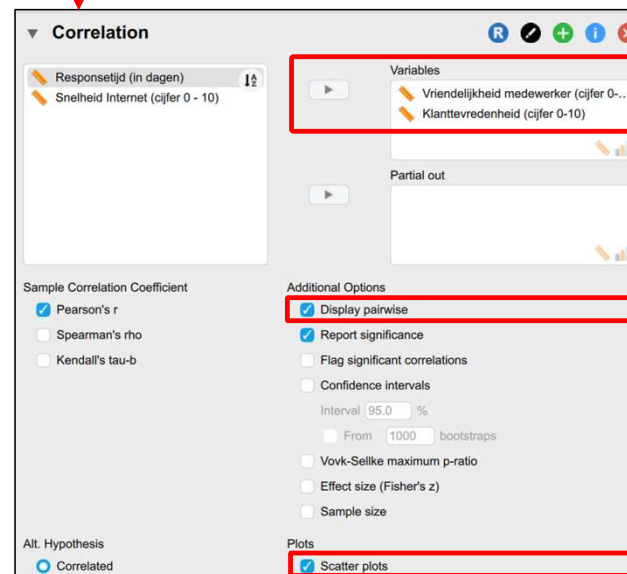 Correlation
Responsetijd (in dagen)
Snelheid Internet (cijfer 0 - 10)
Variables
Vriendelijkheid medewerker (cijfer 0-...
Klanttevredenheid (cijfer 0-10)
Partial out
Sample Correlation Coefficient
Pearson's r
Spearman's rho
Kendall's tau-b
Additional Options
Display pairwise
Report significance
Flag significant correlations
Confidence intervals
Interval 95.0 %
From 1000 bootstraps
Vovk-Sellke maximum p-ratio
Effect size (Fisher's z)
Sample size
Alt. Hypothesis
Correlated
Plots
Scatter plots